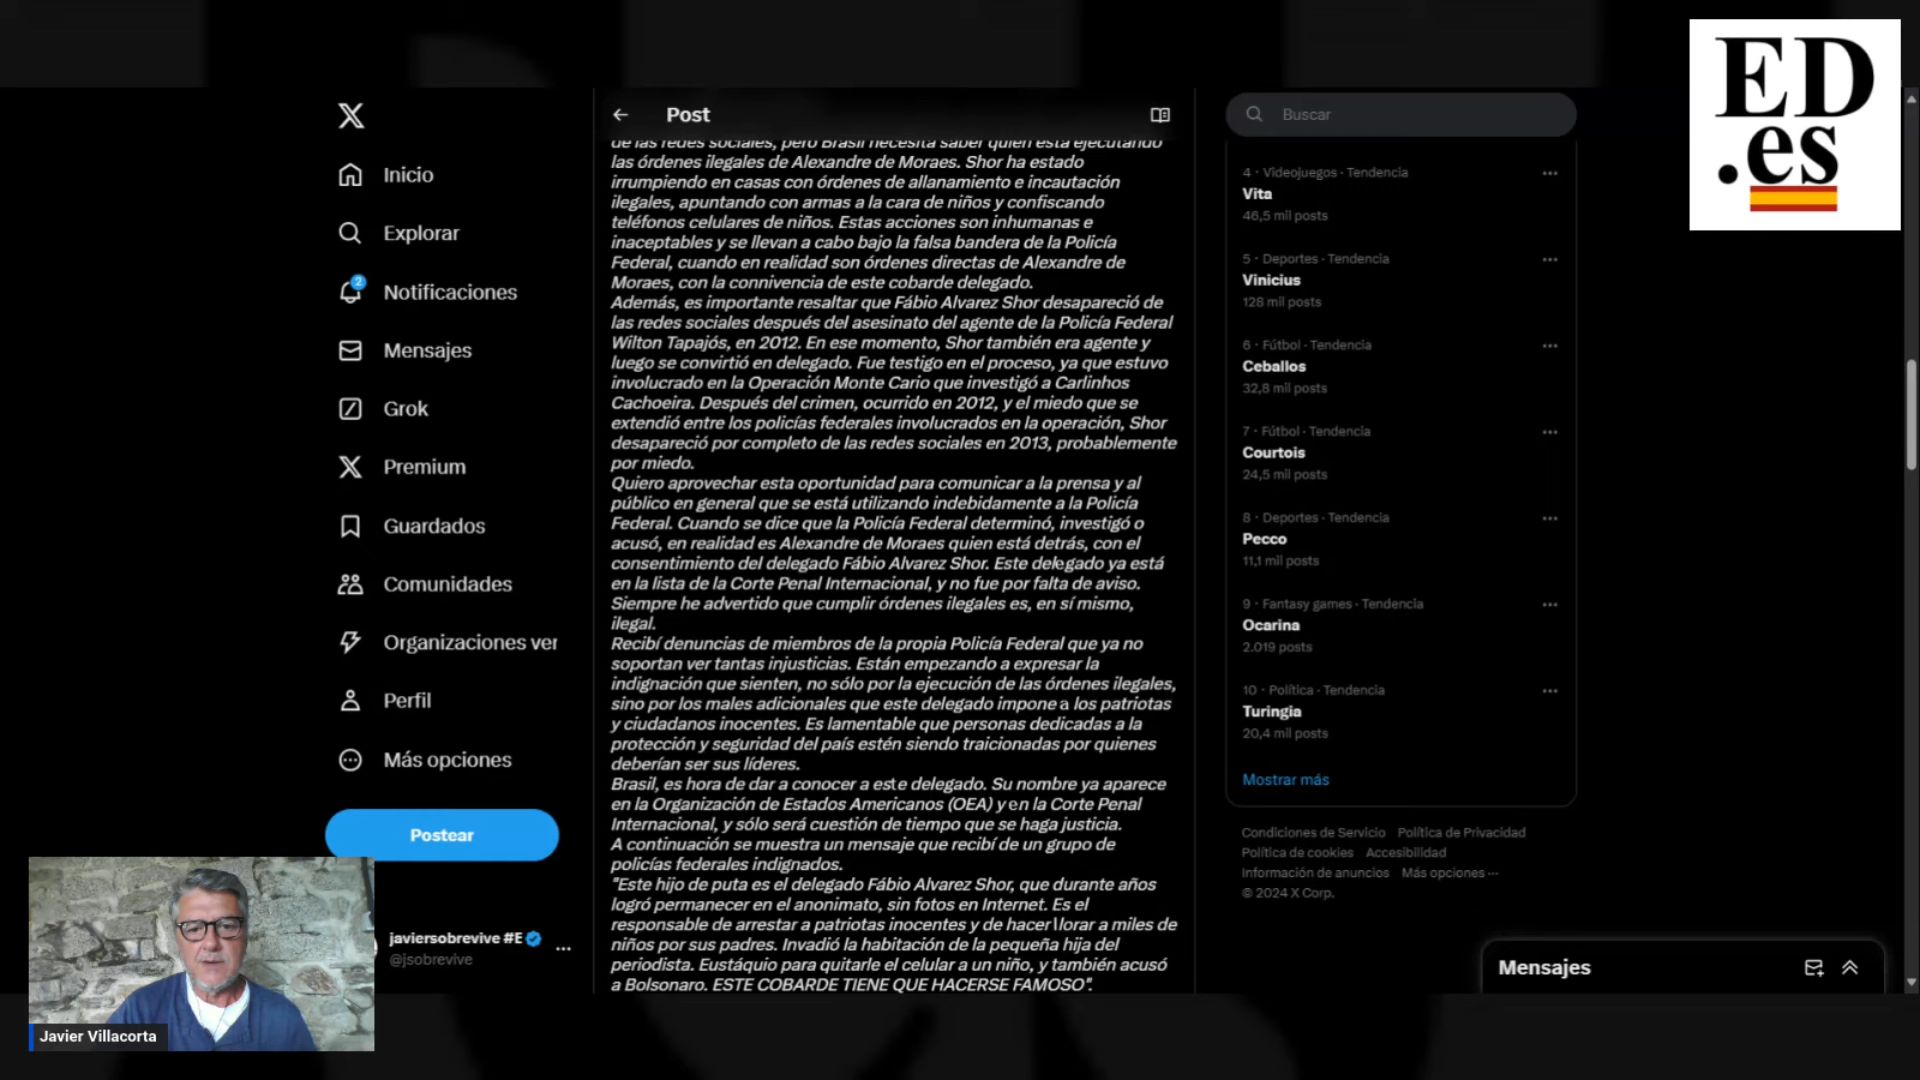 ED
.es
Post
Buscar
Inicio
Explorar
2
Notificaciones
Mensajes
Grok
Premium
Guardados
Comunidades
Organizaciones ver
Perfil
Más opciones
Postear
javiersobrevive #E
@jsobrevive
Javier Villacorta
de las redes sociales, pero Brasil necesita saber quién está ejecutando
las órdenes ilegales de Alexandre de Moraes. Shor ha estado
irrumpiendo en casas con órdenes de allanamiento e incautación
ilegales, apuntando con armas a la cara de niños y confiscando
teléfonos celulares de niños. Estas acciones son inhumanas e
inaceptables y se llevan a cabo bajo la falsa bandera de la Policía
Federal, cuando en realidad son órdenes directas de Alexandre de
Moraes, con la connivencia de este cobarde delegado.
Además, es importante resaltar que Fábio Alvarez Shor desapareció de
las redes sociales después del asesinato del agente de la Policía Federal
Wilton Tapajós, en 2012. En ese momento, Shor también era agente y
luego se convirtió en delegado. Fue testigo en el proceso, ya que estuvo
involucrado en la Operación Monte Cario que investigó a Carlinhos
Cachoeira. Después del crimen, ocurrido en 2012, y el miedo que se
extendió entre los policías federales involucrados en la operación, Shor
desapareció por completo de las redes sociales en 2013, probablemente
por miedo.
Quiero aprovechar esta oportunidad para comunicar a la prensa y al
público en general que se está utilizando indebidamente a la Policía
Federal. Cuando se dice que la Policía Federal determinó, investigó o
acusó, en realidad es Alexandre de Moraes quien está detrás, con el
consentimiento del delegado Fábio Alvarez Shor. Este delegado ya está
en la lista de la Corte Penal Internacional, y no fue por falta de aviso.
Siempre he advertido que cumplir órdenes ilegales es, en sí mismo,
ilegal.
Recibí denuncias de miembros de la propia Policía Federal que ya no
soportan ver tantas injusticias. Están empezando a expresar la
indignación que sienten, no sólo por la ejecución de las órdenes ilegales,
sino por los males adicionales que este delegado impone a los patriotas
y ciudadanos inocentes. Es lamentable que personas dedicadas a la
protección y seguridad del país estén siendo traicionadas por quienes
deberían ser sus líderes.
Brasil, es hora de dar a conocer a este delegado. Su nombre ya aparece
en la Organización de Estados Americanos (OEA) y en la Corte Penal
Internacional, y sólo será cuestión de tiempo que se haga justicia.
A continuación se muestra un mensaje que recibí de un grupo de
policías federales indignados.
"Este hijo de puta es el delegado Fábio Alvarez Shor, que durante años
logró permanecer en el anonimato, sin fotos en Internet. Es el
responsable de arrestar a patriotas inocentes y de hacer llorar a miles de
niños por sus padres. Invadió la habitación de la pequeña hija del
periodista. Eustáquio para quitarle el celular a un niño, y también acusó
a Bolsonaro. ESTE COBARDE TIENE QUE HACERSE FAMOSO".
4 · Videojuegos · Tendencia
Vita
46,5 mil posts
5 · Deportes · Tendencia
Vinicius
128 mil posts
6 · Fútbol · Tendencia
Ceballos
32,8 mil posts
7 · Fútbol · Tendencia
Courtois
24,5 mil posts
8 · Deportes · Tendencia
Pecco
11,1 mil posts
9 · Fantasy games · Tendencia
Ocarina
2.019 posts
10 · Política · Tendencia
Turingia
20,4 mil posts
Mostrar más
Condiciones de Servicio Política de Privacidad
Política de cookies Accesibilidad
Información de anuncios Más opciones ···
© 2024 X Corp.
Mensajes